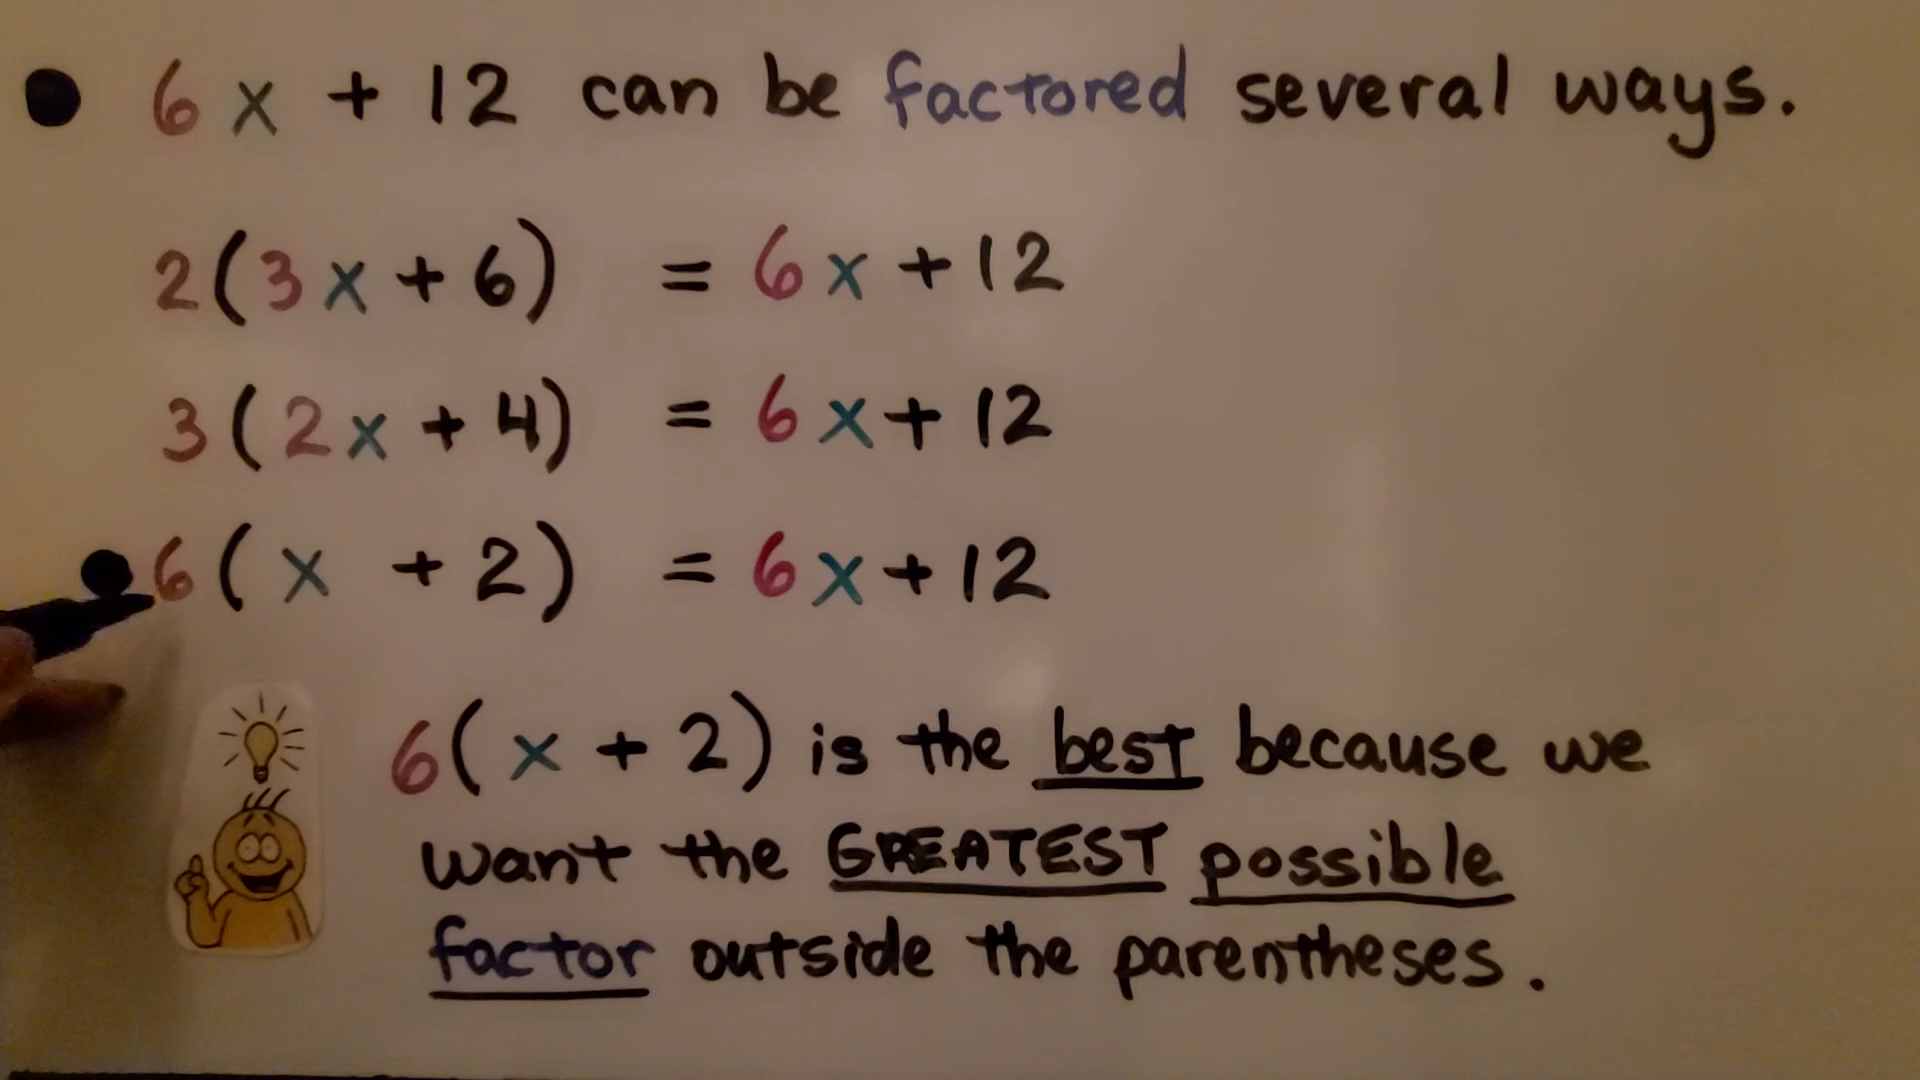 6x + 12 can be factored several ways.
2(3x + 6) = 6x + 12
3(2x + 4) = 6x + 12
6(x + 2) = 6x + 12
6(x + 2) is the best because we
want the GREATEST possible
factor outside the parentheses.